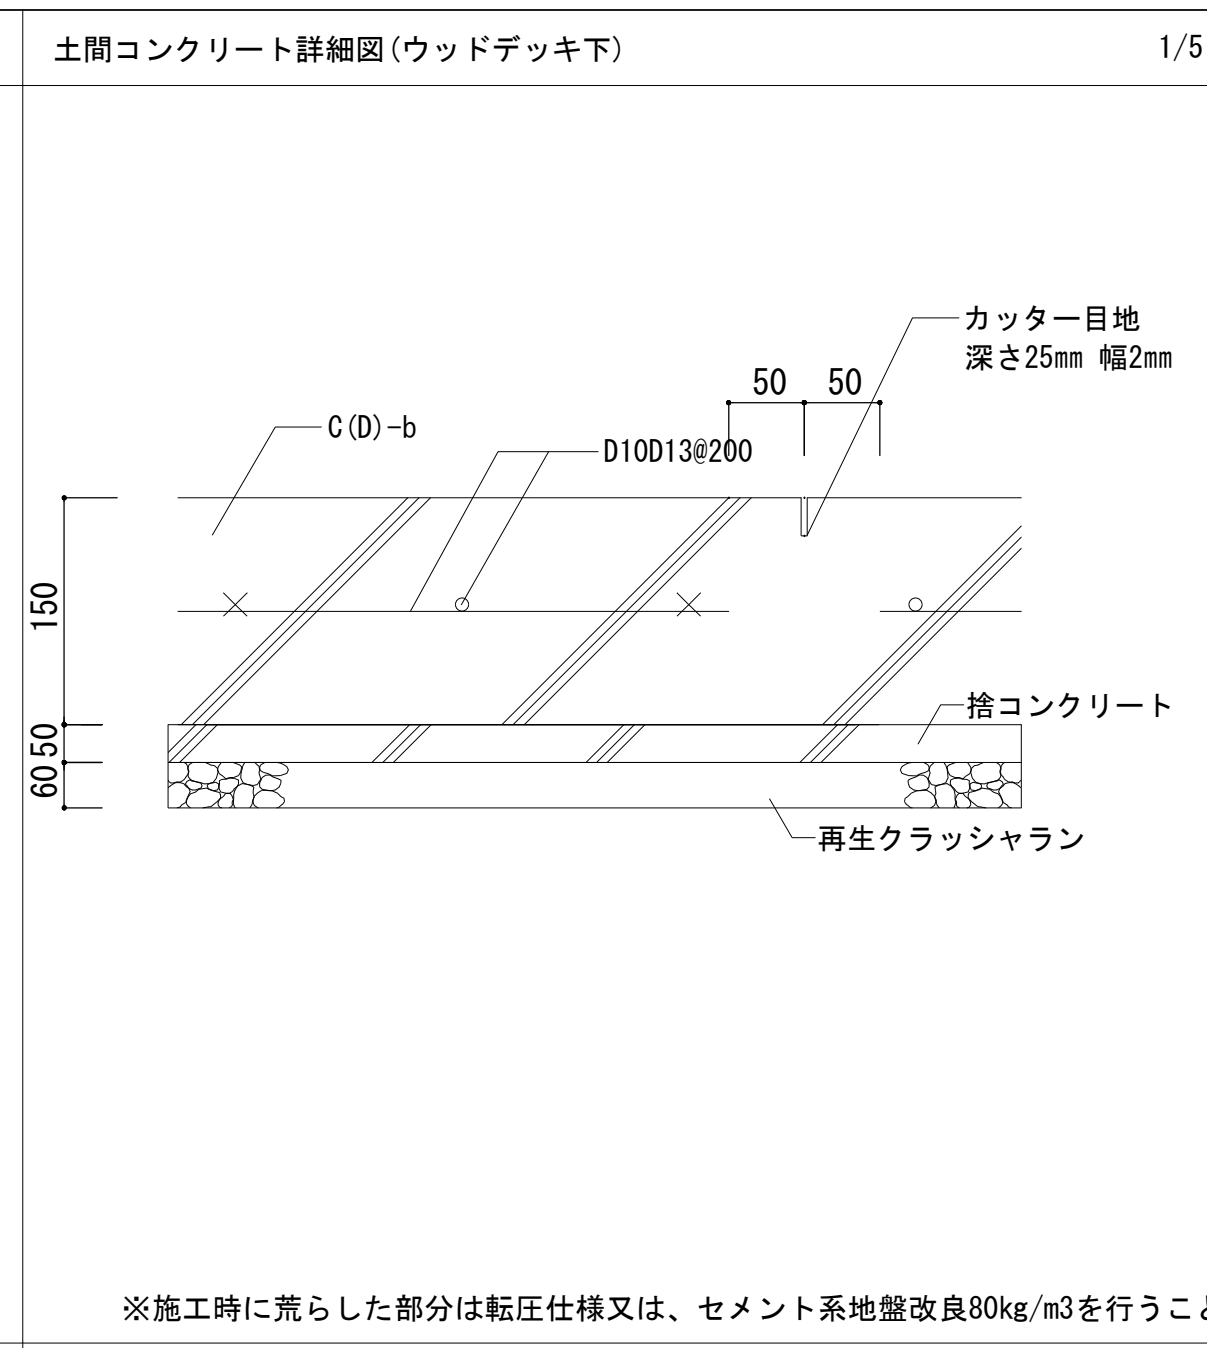 土間コンクリート詳細図(ウッドデッキ下)
1/5
カッター目地
深さ25mm 幅2mm
50
50
C(D)-b
D10D13@200
150
捨コンクリート
50
60
再生クラッシャラン
※施工時に荒らした部分は転圧仕様又は、セメント系地盤改良80kg/m3を行うこと